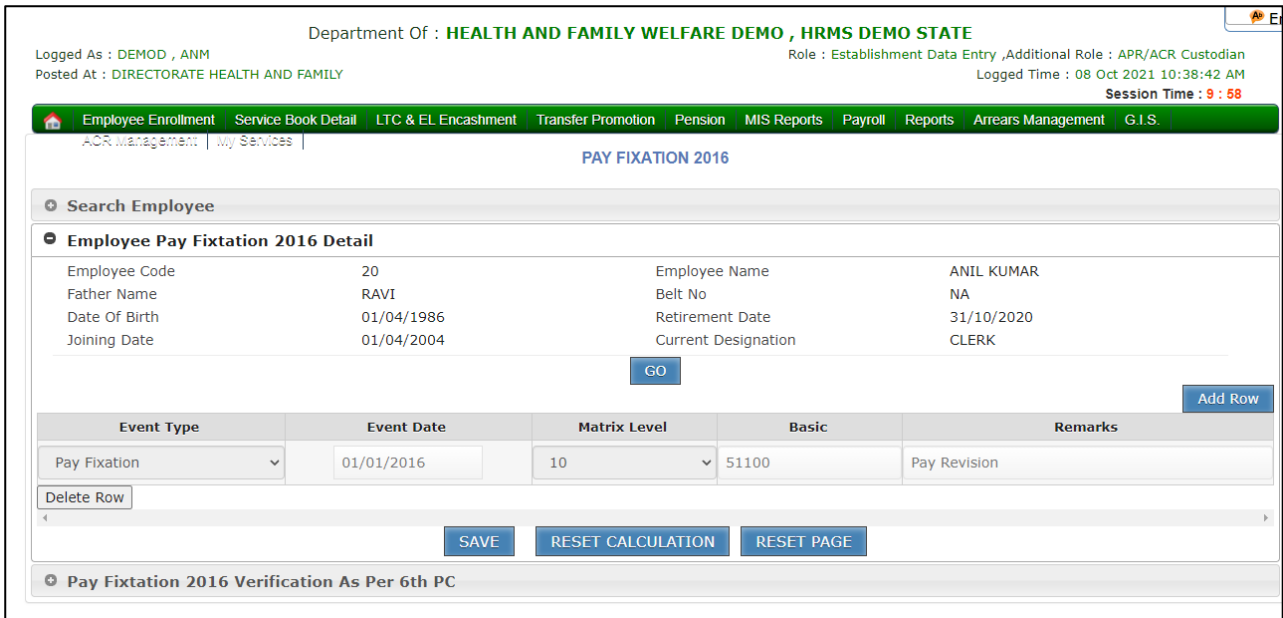 En
Department Of : HEALTH AND FAMILY WELFARE DEMO , HRMS DEMO STATE
Logged As : DEMOD , ANM Role : Establishment Data Entry ,Additional Role : APR/ACR Custodian
Posted At : DIRECTORATE HEALTH AND FAMILY Logged Time : 08 Oct 2021 10:38:42 AM
Session Time : 9 : 58
Employee Enrollment Service Book Detail LTC & EL Encashment Transfer Promotion Pension MIS Reports Payroll Reports Arrears Management G.I.S.
ACR Management My Services
PAY FIXATION 2016
Search Employee
Employee Pay Fixtation 2016 Detail
Employee Code 20 Employee Name ANIL KUMAR
Father Name RAVI Belt No NA
Date Of Birth 01/04/1986 Retirement Date 31/10/2020
Joining Date 01/04/2004 Current Designation CLERK
GO
Add Row
Event Type Event Date Matrix Level Basic Remarks
Pay Fixation 01/01/2016 10 51100 Pay Revision
Delete Row
SAVE RESET CALCULATION RESET PAGE
Pay Fixtation 2016 Verification As Per 6th PC